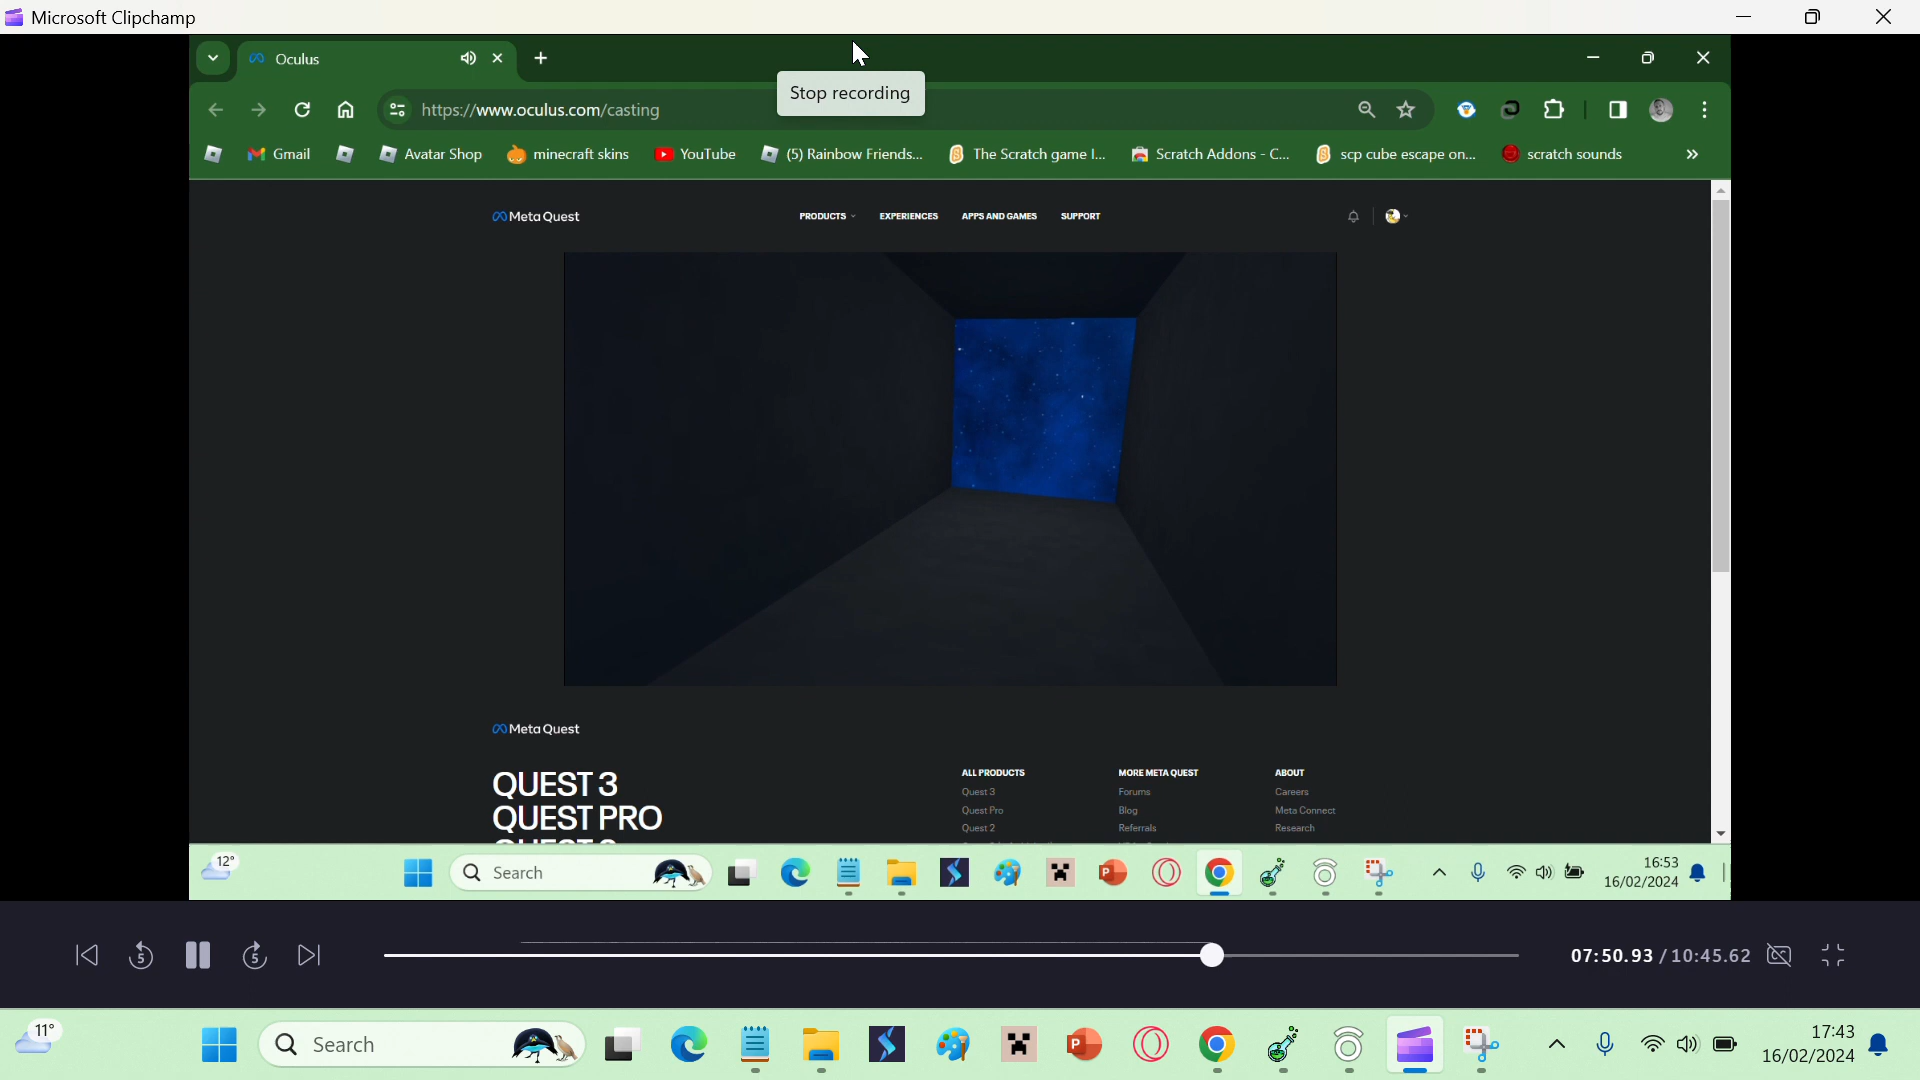 Microsoft Clipchamp
Oculus
Stop recording
https://www.oculus.com/casting
Gmail
Avatar Shop
minecraft skins
YouTube
(5) Rainbow Friends...
The Scratch game I...
Scratch Addons - C...
scp cube escape on...
scratch sounds
Meta Quest
PRODUCTS
EXPERIENCES
APPS AND GAMES
SUPPORT
Meta Quest
QUEST 3
QUEST PRO
ALL PRODUCTS
Quest 3
Quest Pro
Quest 2
MORE META QUEST
Forums
Blog
Referrals
ABOUT
Careers
Meta Connect
Research
12°
Search
16:53
16/02/2024
5
5
07:50.93 / 10:45.62
11°
Search
17:43
16/02/2024